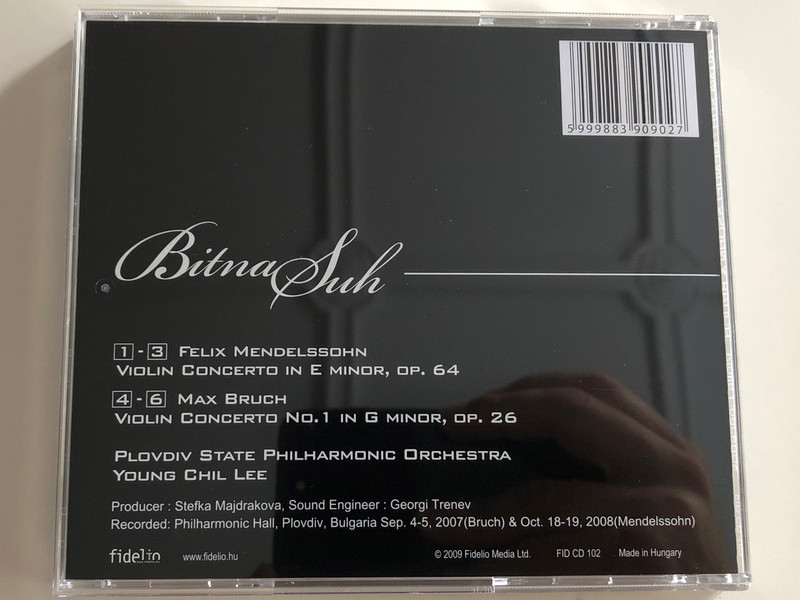 5 999883 909027
Bitna Suh
1 - 3 Felix Mendelssohn
Violin Concerto in E minor, op. 64
4 - 6 Max Bruch
Violin Concerto No.1 in G minor, op. 26
Plovdiv State Philharmonic Orchestra
Young Chil Lee
Producer : Stefka Majdrakova, Sound Engineer : Georgi Trenev
Recorded: Philharmonic Hall, Plovdiv, Bulgaria Sep. 4-5, 2007(Bruch) & Oct. 18-19, 2008(Mendelssohn)
fidelio www.fidelio.hu © 2009 Fidelio Media Ltd. FID CD 102 Made in Hungary